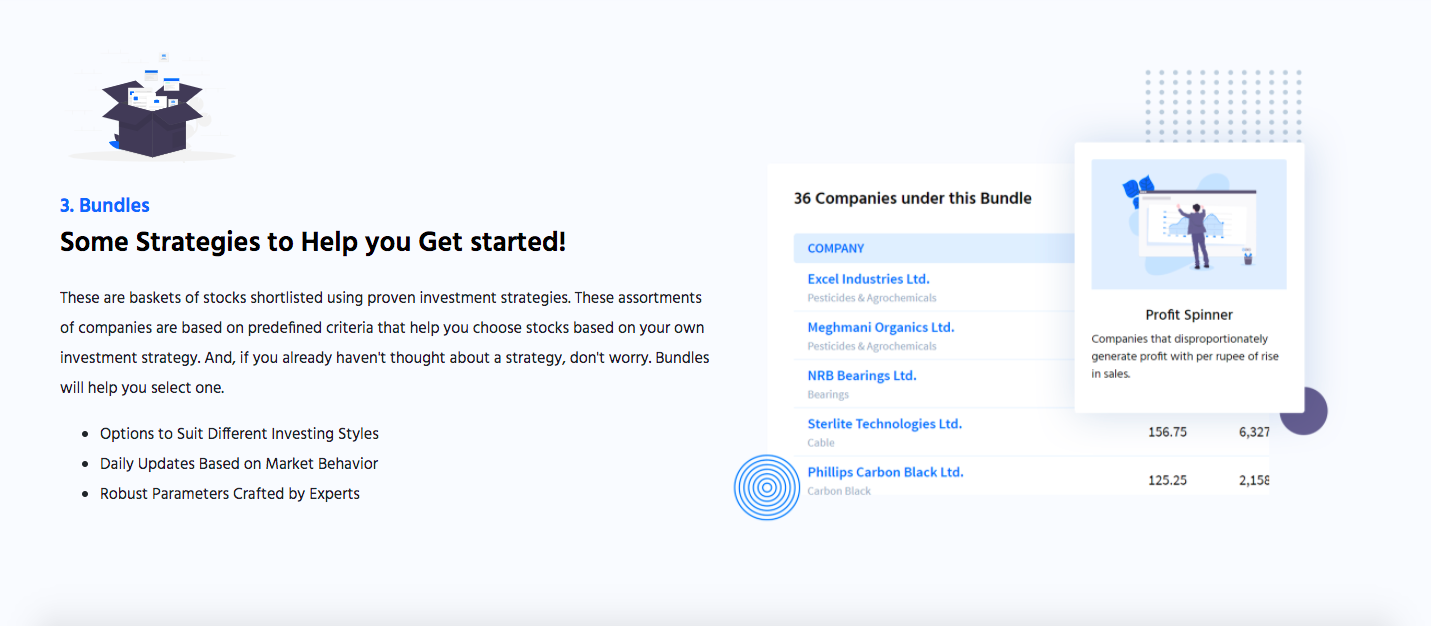 3. Bundles
Some Strategies to Help you Get started!
These are baskets of stocks shortlisted using proven investment strategies. These assortments
of companies are based on predefined criteria that help you choose stocks based on your own
investment strategy. And, if you already haven't thought about a strategy, don't worry. Bundles
will help you select one.
Options to Suit Different Investing Styles
Daily Updates Based on Market Behavior
Robust Parameters Crafted by Experts
36 Companies under this Bundle
COMPANY
Excel Industries Ltd.
Pesticides & Agrochemicals
Meghmani Organics Ltd.
Pesticides & Agrochemicals
NRB Bearings Ltd.
Bearings
Sterlite Technologies Ltd.
Cable
156.75 6,327
Phillips Carbon Black Ltd.
Carbon Black
125.25 2,158
Profit Spinner
Companies that disproportionately
generate profit with per rupee of rise
in sales.